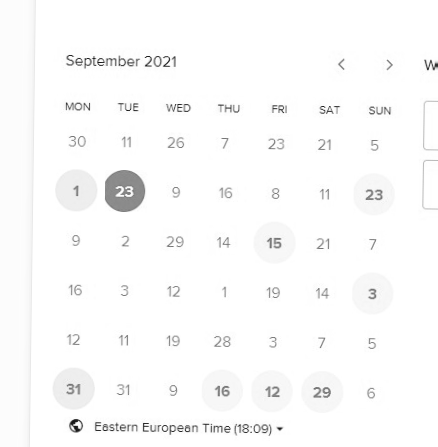 September 2021
MON TUE WED THU FRI SAT SUN
30 11 26 7 23 21 5
1 23 9 16 8 11 23
9 2 29 14 15 21 7
16 3 12 1 19 14 3
12 11 19 28 3 7 5
31 31 9 16 12 29 6
Eastern European Time (18:09)